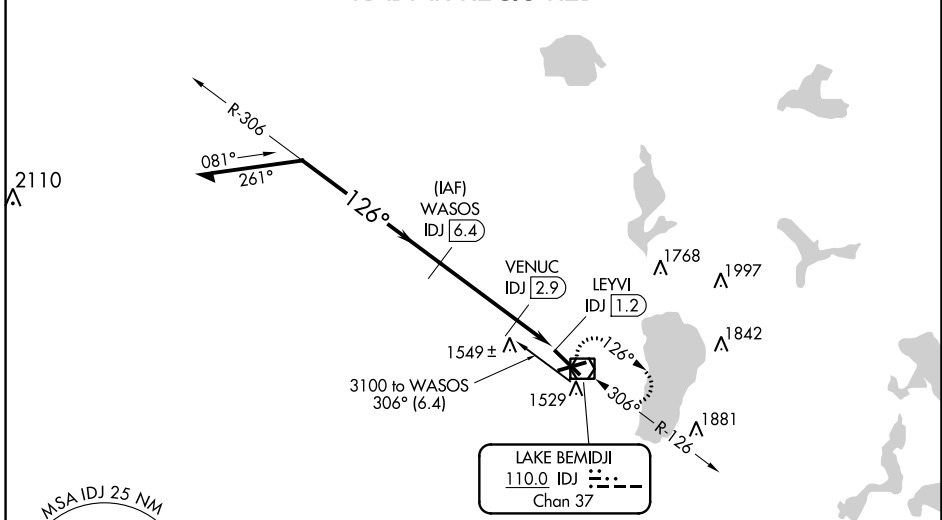 R-306
081°
261°
2110
126°
(IAF)
WASOS
IDJ 6.4
VENUC
IDJ 2.9
LEYVI
IDJ 1.2
1768
1997
1842
1549 ±
126°
3100 to WASOS
306° (6.4)
1529
306°
R-126
1881
LAKE BEMIDJI
110.0 IDJ
Chan 37
MSA IDJ 25 NM